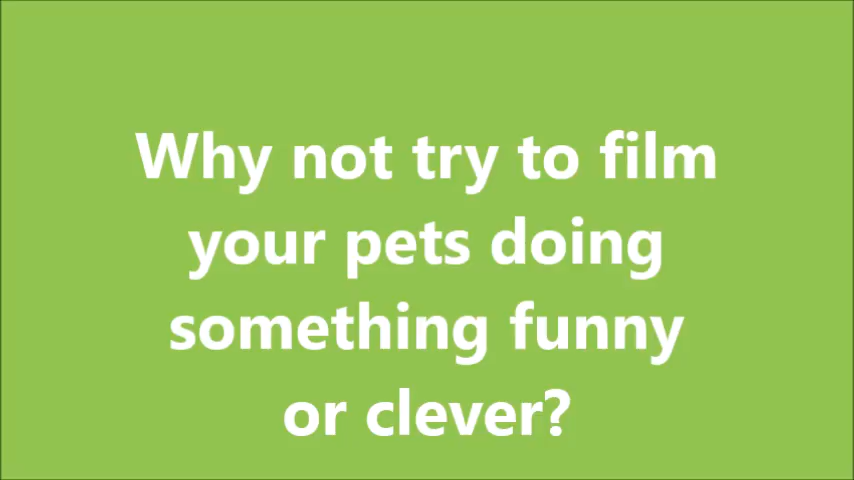 Why not try to film
your pets doing
something funny
or clever?